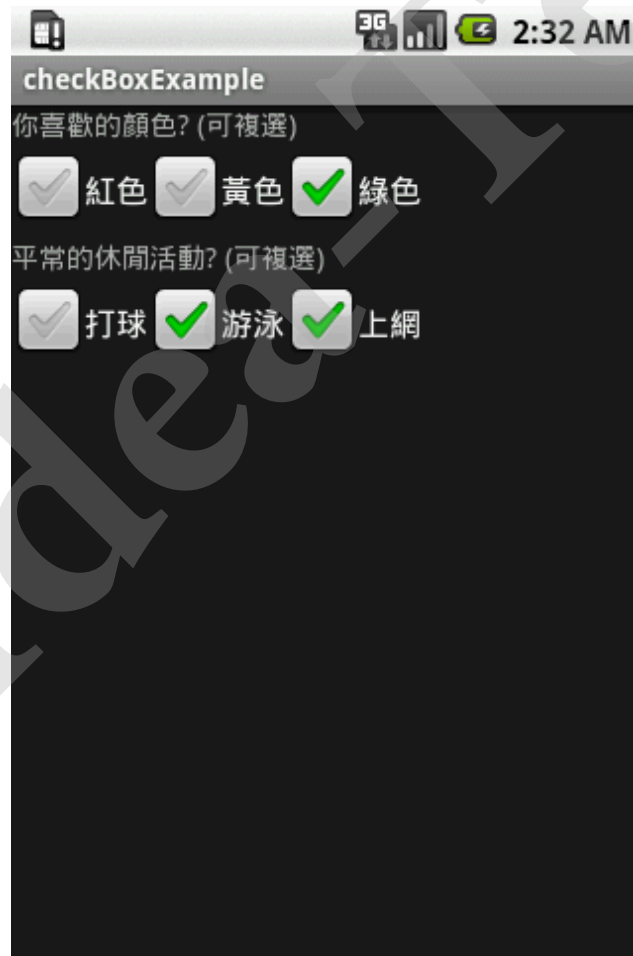 3G 2:32 AM
checkBoxExample
你喜歡的顏色? (可複選)
紅色 黃色 綠色
平常的休閒活動? (可複選)
打球 游泳 上網